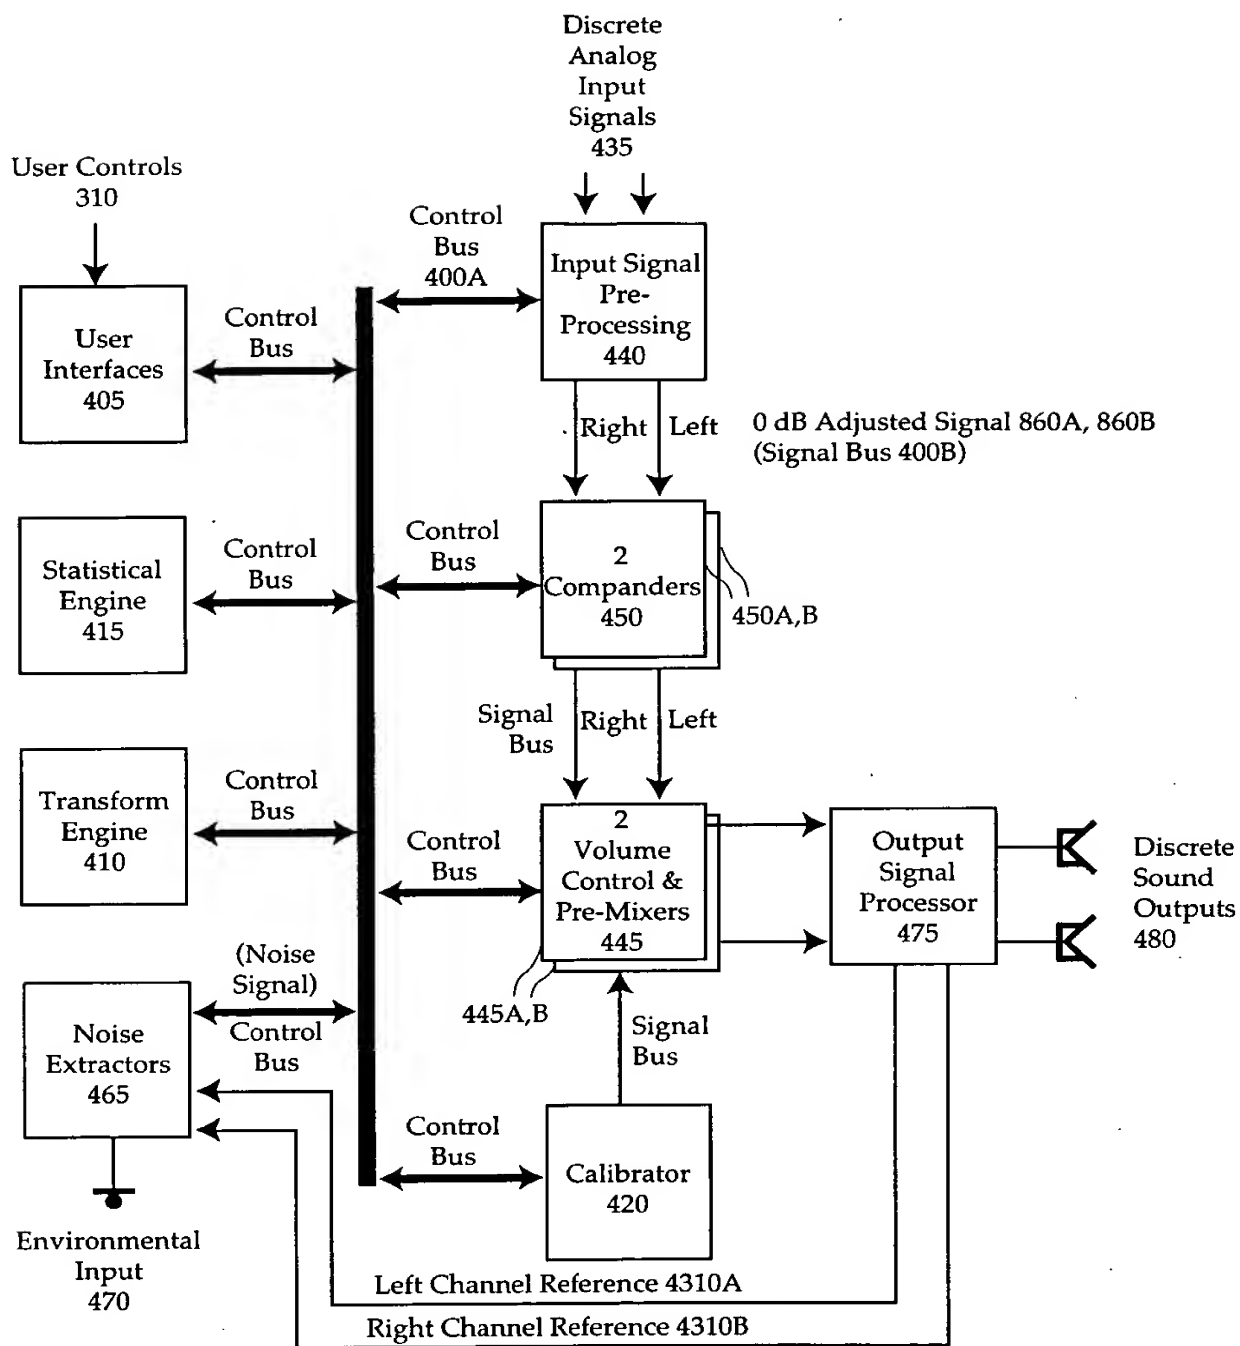 Discrete
Analog
Input
Signals
435
User Controls
310
Control
Bus
400A
Input Signal
Pre-
Processing
440
User
Interfaces
405
Control
Bus
Right
Left
0 dB Adjusted Signal 860A, 860B
(Signal Bus 400B)
Statistical
Engine
415
Control
Bus
Control
Bus
2
Companders
450
450A,B
Signal
Bus
Right
Left
Transform
Engine
410
Control
Bus
Control
Bus
2
Volume
Control &
Pre-Mixers
445
445A,B
Output
Signal
Processor
475
Discrete
Sound
Outputs
480
(Noise
Signal)
Control
Bus
Noise
Extractors
465
Signal
Bus
Control
Bus
Calibrator
420
Environmental
Input
470
Left Channel Reference 4310A
Right Channel Reference 4310B